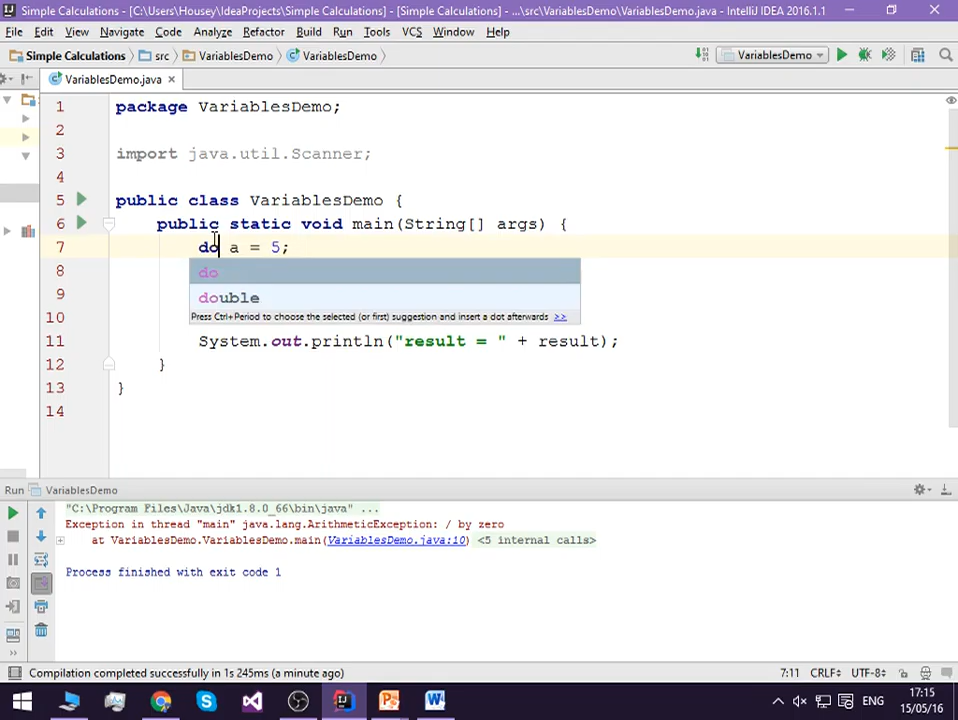 Simple Calculations - [C:\Users\Housey\IdeaProjects\Simple Calculations] - [Simple Calculations] - ...\src\VariablesDemo\VariablesDemo.java - IntelliJ IDEA 2016.1.1
File Edit View Navigate Code Analyze Refactor Build Run Tools VCS Window Help
Simple Calculations src VariablesDemo VariablesDemo VariablesDemo
VariablesDemo.java
1 package VariablesDemo;
2
3 import java.util.Scanner;
4
5 public class VariablesDemo {
6 public static void main(String[] args) {
7 do a = 5;
8 do
9 double
10 Press Ctrl+Period to choose the selected (or first) suggestion and insert a dot afterwards >>
11 System.out.println("result = " + result);
12 }
13 }
14
Run VariablesDemo
"C:\Program Files\Java\jdk1.8.0_66\bin\java" ...
Exception in thread "main" java.lang.ArithmeticException: / by zero
at VariablesDemo.VariablesDemo.main(VariablesDemo.java:10) <5 internal calls>
Process finished with exit code 1
Compilation completed successfully in 1s 245ms (a minute ago) 7:11 CRLF UTF-8
ENG 17:15
15/05/16